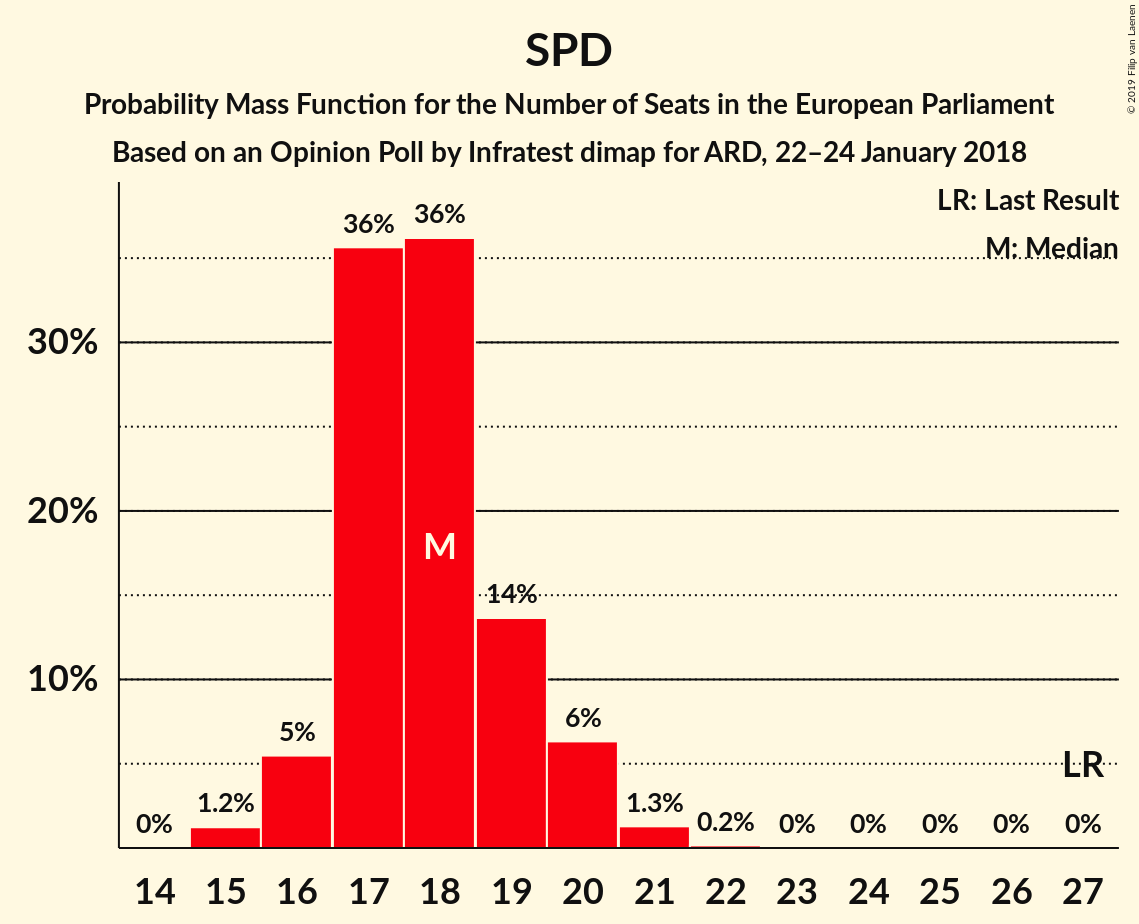 SPD
Probability Mass Function for the Number of Seats in the European Parliament
Based on an Opinion Poll by Infratest dimap for ARD, 22–24 January 2018
© 2019 Filip van Laenen
LR: Last Result
M: Median
30%
20%
10%
0%
1.2%
5%
36%
36%
M
14%
6%
1.3%
0.2%
0%
0%
0%
0%
LR
0%
14 15 16 17 18 19 20 21 22 23 24 25 26 27